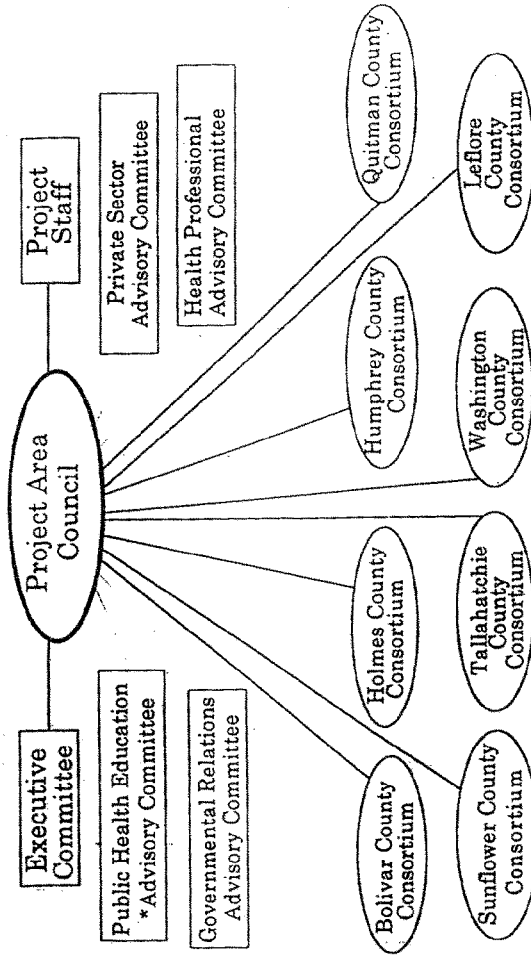 Project Area
Council
Executive
Committee
Project
Staff
Public Health Education
*Advisory Committee
Governmental Relations
Advisory Committee
Private Sector
Advisory Committee
Health Professional
Advisory Committee
Bolivar County
Consortium
Holmes County
Consortium
Humphrey County
Consortium
Quitman County
Consortium
Sunflower County
Consortium
Tallahatchie
County
Consortium
Washington
County
Consortium
Leflore
County
Consortium